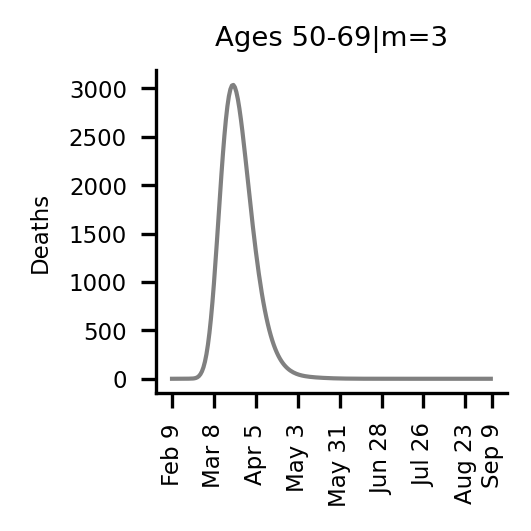 Ages 50-69|m=3
Deaths
3000
2500
2000
1500
1000
500
0
Feb 9
Mar 8
Apr 5
May 3
May 31
Jun 28
Jul 26
Aug 23
Sep 9